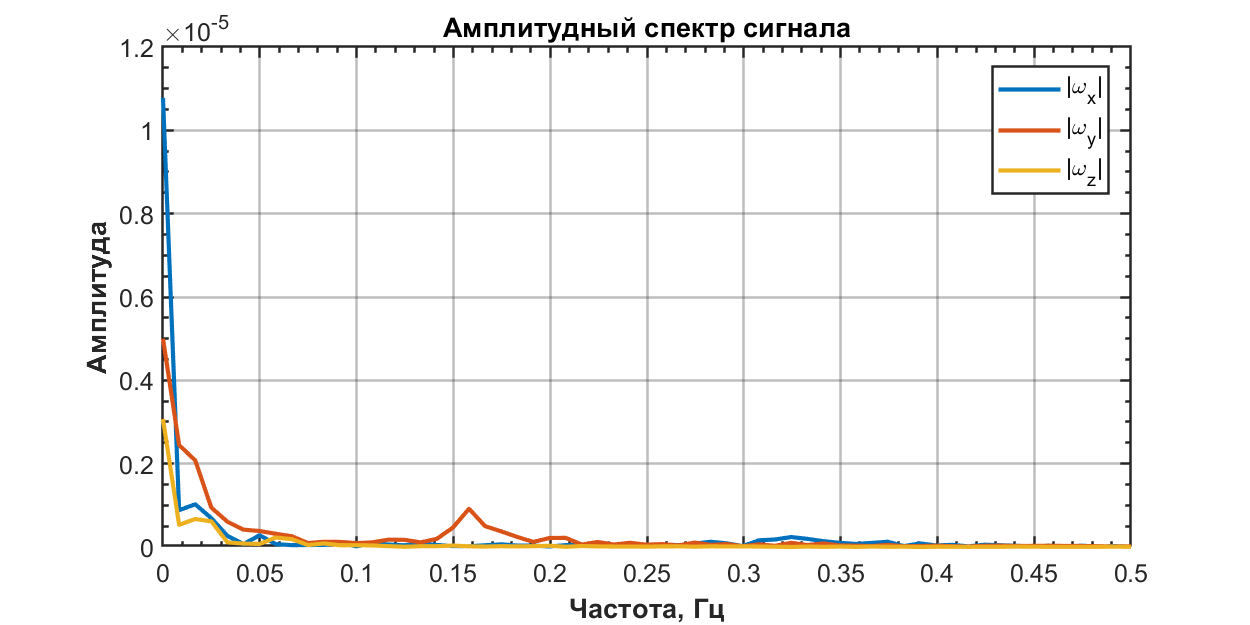 Амплитудный спектр сигнала
×10-5
1.2
1
0.8
0.6
0.4
0.2
0
Амплитуда
|ωx|
|ωy|
|ωz|
0 0.05 0.1 0.15 0.2 0.25 0.3 0.35 0.4 0.45 0.5
Частота, Гц